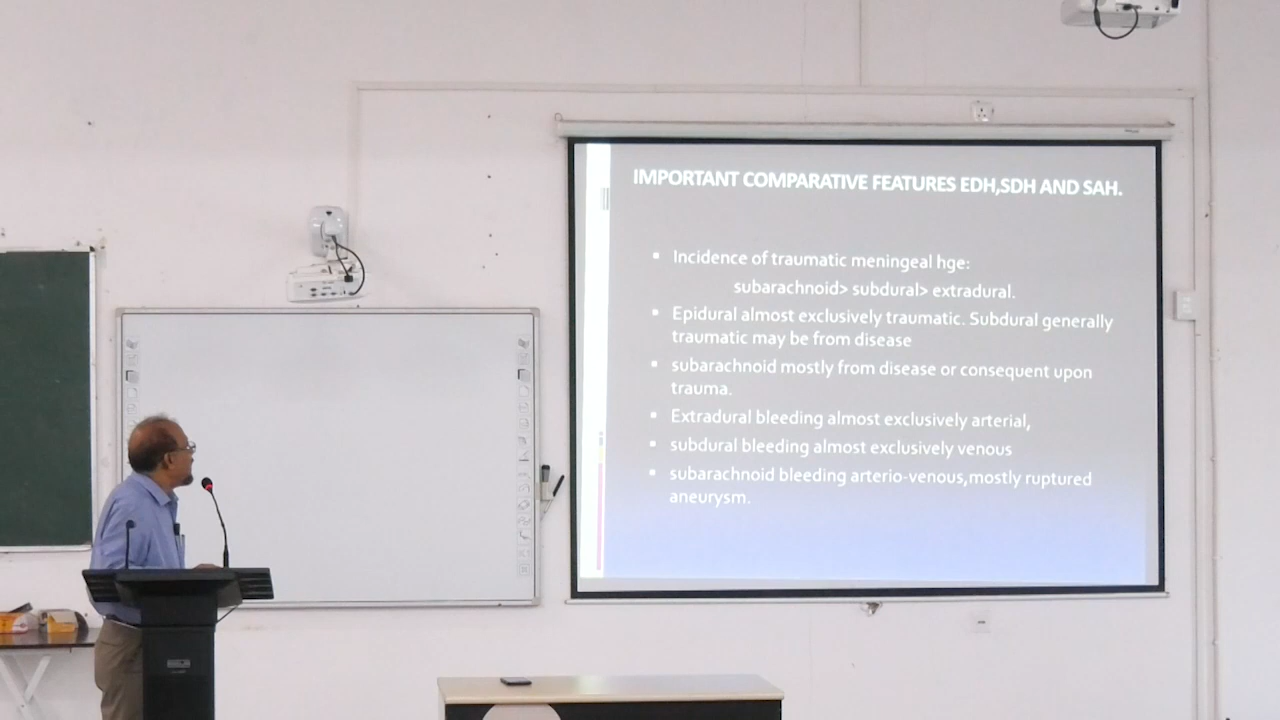 IMPORTANT COMPARATIVE FEATURES EDH,SDH AND SAH.
▪ Incidence of traumatic meningeal hge:
subarachnoid> subdural> extradural.
▪ Epidural almost exclusively traumatic. Subdural generally
traumatic may be from disease
▪ subarachnoid mostly from disease or consequent upon
trauma.
▪ Extradural bleeding almost exclusively arterial,
▪ subdural bleeding almost exclusively venous
▪ subarachnoid bleeding arterio-venous,mostly ruptured
aneurysm.